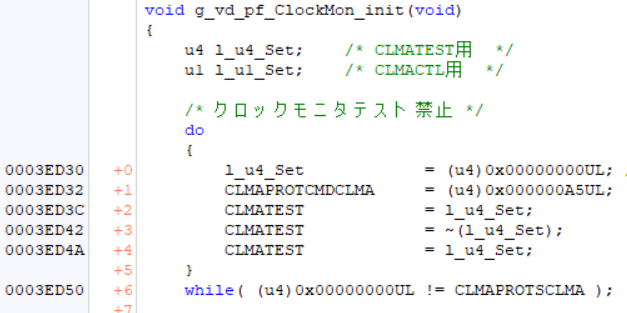 void g_vd_pf_ClockMon_init(void)
{
u4 l_u4_Set; /* CLMATEST用 */
u1 l_u1_Set; /* CLMACTL用 */
/* クロックモニタテスト 禁止 */
do
{
0003ED30 +0 l_u4_Set = (u4)0x00000000UL;
0003ED32 +1 CLMAPROTCMDCLMA = (u4)0x000000A5UL;
0003ED3C +2 CLMATEST = l_u4_Set;
0003ED42 +3 CLMATEST = ~(l_u4_Set);
0003ED4A +4 CLMATEST = l_u4_Set;
+5 }
0003ED50 +6 while( (u4)0x00000000UL != CLMAPROTSCLMA );
+7